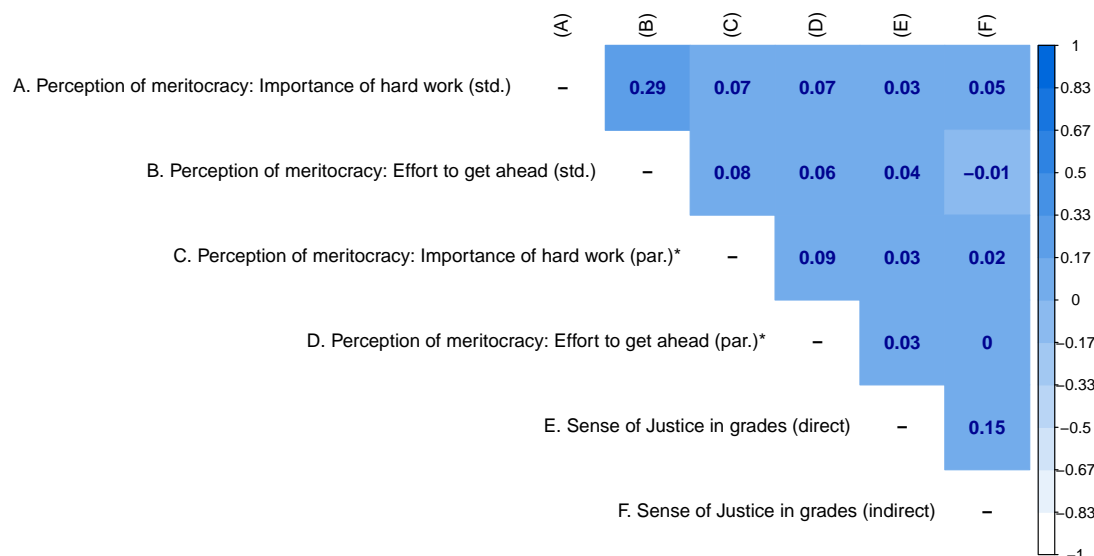 (A) (B) (C) (D) (E) (F)
A. Perception of meritocracy: Importance of hard work (std.) – 0.29 0.07 0.07 0.03 0.05
B. Perception of meritocracy: Effort to get ahead (std.) – 0.08 0.06 0.04 −0.01
C. Perception of meritocracy: Importance of hard work (par.)* – 0.09 0.03 0.02
D. Perception of meritocracy: Effort to get ahead (par.)* – 0.03 0
E. Sense of Justice in grades (direct) – 0.15
F. Sense of Justice in grades (indirect) –
1
0.83
0.67
0.5
0.33
0.17
0
−0.17
−0.33
−0.5
−0.67
−0.83
−1